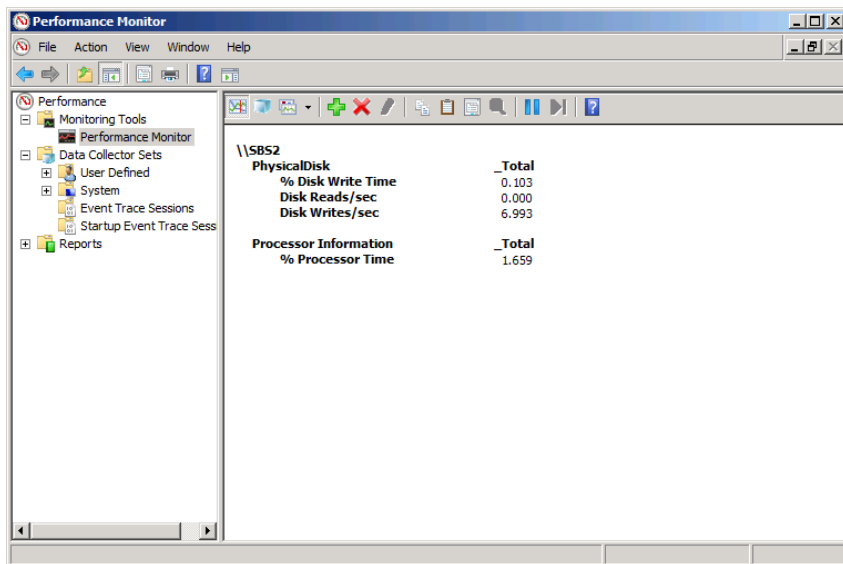 Performance Monitor
File Action View Window Help
Performance
Monitoring Tools
Performance Monitor
Data Collector Sets
User Defined
System
Event Trace Sessions
Startup Event Trace Sess
Reports
\\SBS2
PhysicalDisk _Total
% Disk Write Time 0.103
Disk Reads/sec 0.000
Disk Writes/sec 6.993
Processor Information _Total
% Processor Time 1.659